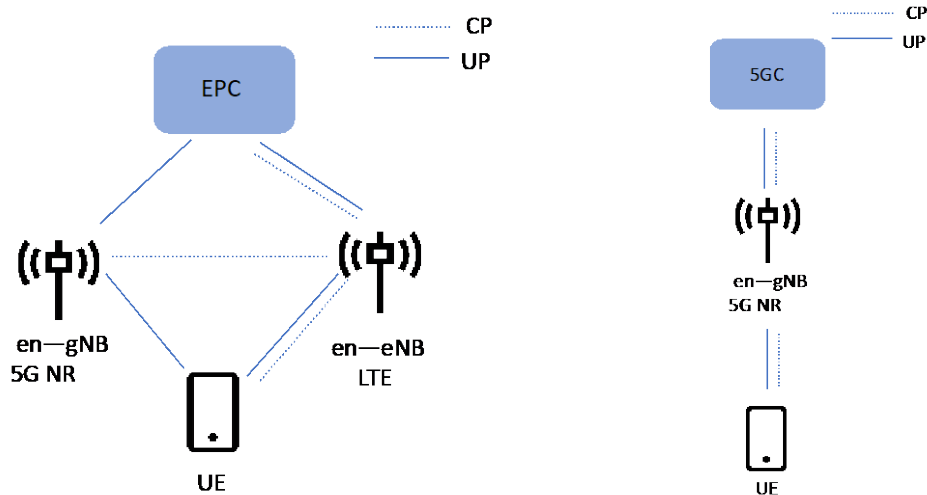 CP
UP
EPC
en—gNB
5G NR
en—eNB
LTE
UE
CP
UP
5GC
en—gNB
5G NR
UE